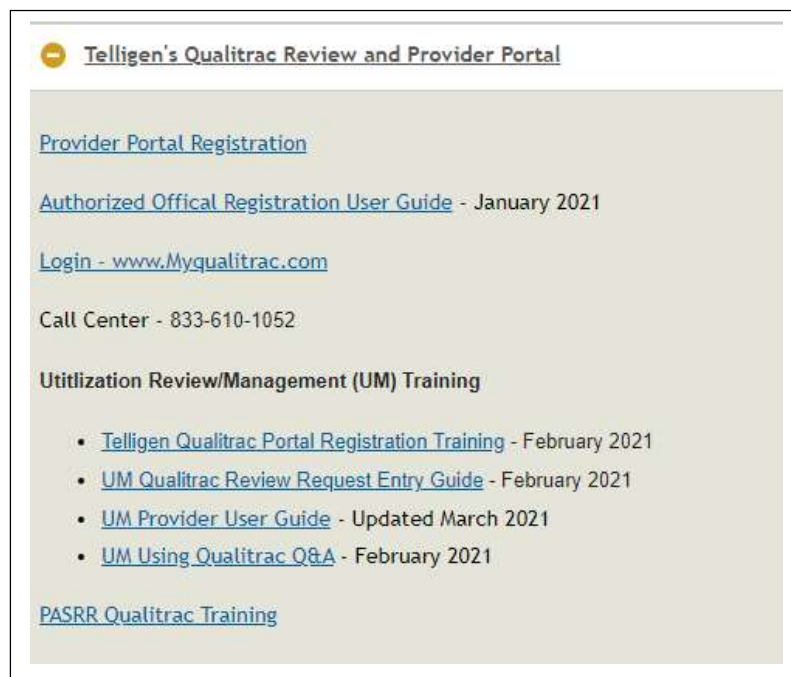 Telligen's Qualitrac Review and Provider Portal
Provider Portal Registration
Authorized Offical Registration User Guide - January 2021
Login - www.Myqualitrac.com
Call Center - 833-610-1052
Utitlization Review/Management (UM) Training
• Telligen Qualitrac Portal Registration Training - February 2021
• UM Qualitrac Review Request Entry Guide - February 2021
• UM Provider User Guide - Updated March 2021
• UM Using Qualitrac Q&A - February 2021
PASRR Qualitrac Training